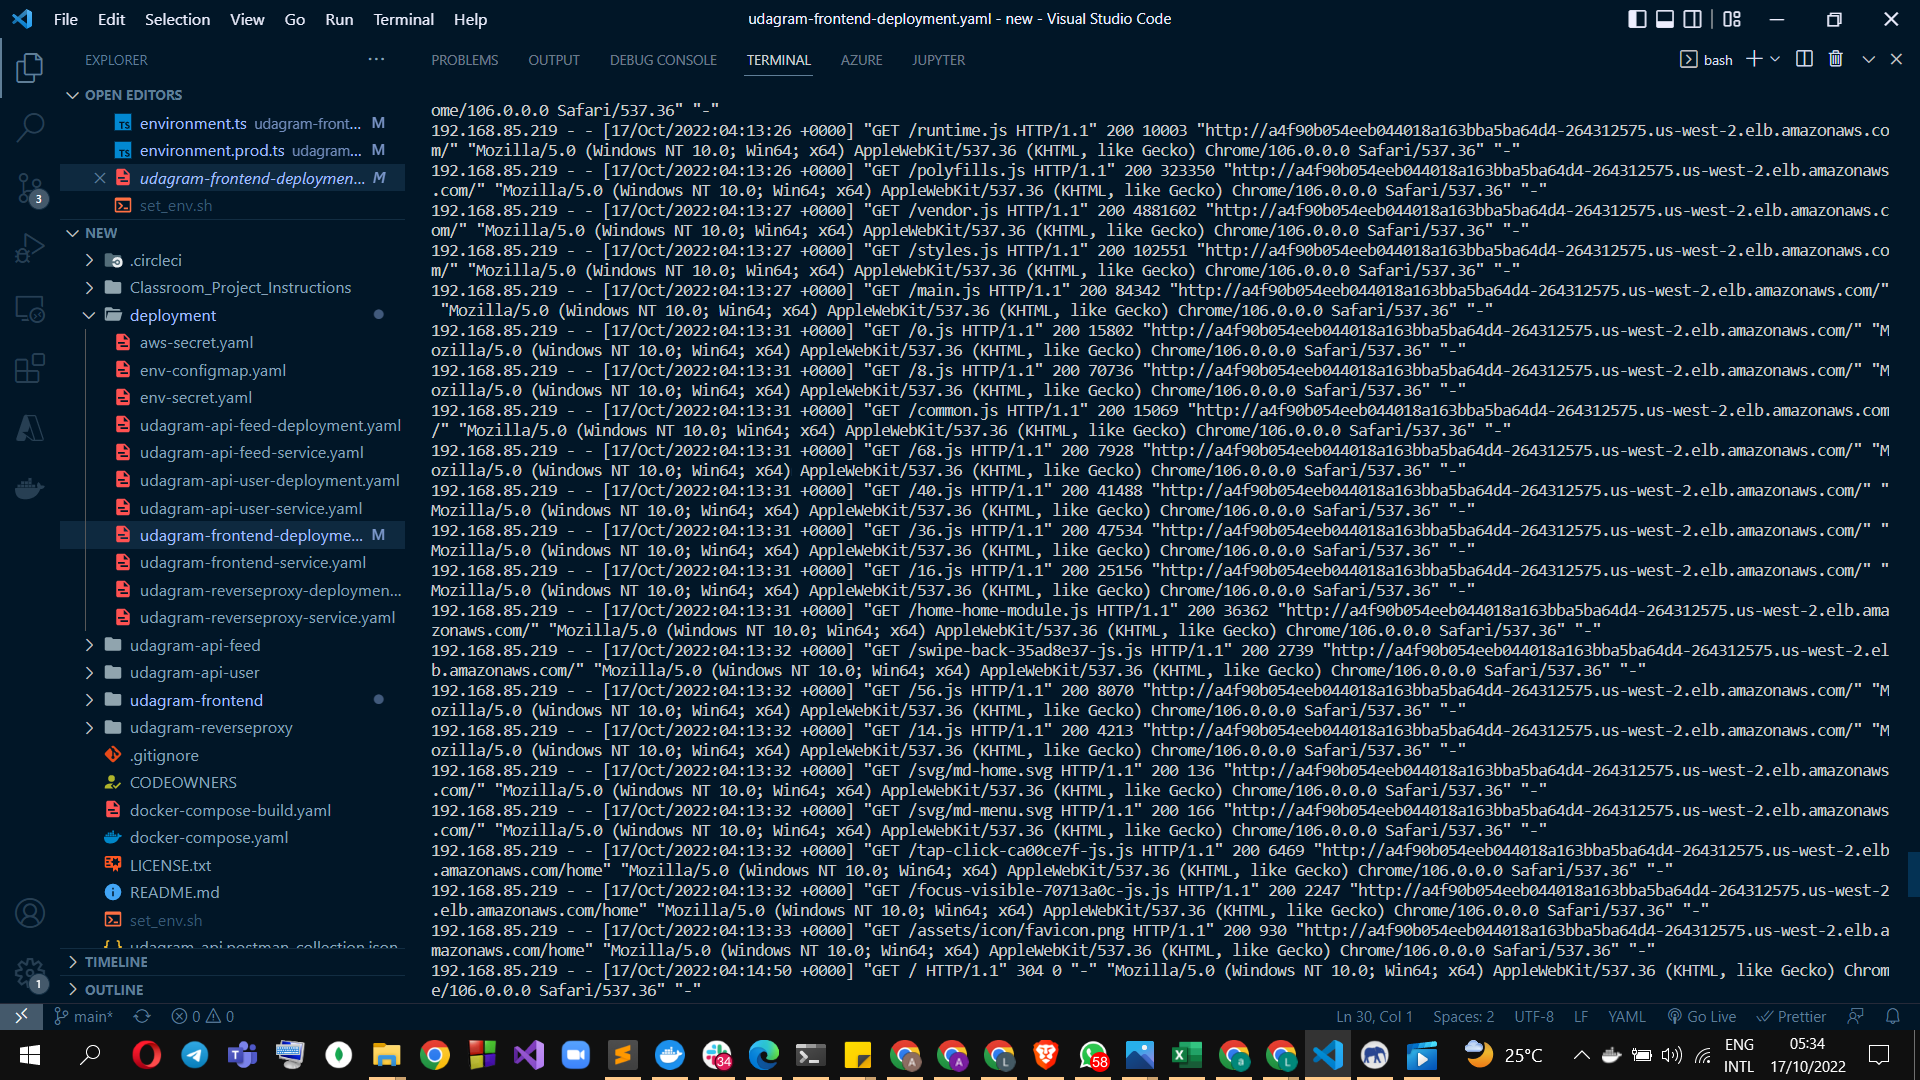 File Edit Selection View Go Run Terminal Help
udagram-frontend-deployment.yaml - new - Visual Studio Code
EXPLORER
PROBLEMS OUTPUT DEBUG CONSOLE TERMINAL AZURE JUPYTER
bash
OPEN EDITORS
environment.ts udagram-front... M
environment.prod.ts udagram... M
udagram-frontend-deploymen... M
set_env.sh
3
NEW
.circleci
Classroom_Project_Instructions
deployment
aws-secret.yaml
env-configmap.yaml
env-secret.yaml
udagram-api-feed-deployment.yaml
udagram-api-feed-service.yaml
udagram-api-user-deployment.yaml
udagram-api-user-service.yaml
udagram-frontend-deployme... M
udagram-frontend-service.yaml
udagram-reverseproxy-deploymen...
udagram-reverseproxy-service.yaml
udagram-api-feed
udagram-api-user
udagram-frontend
udagram-reverseproxy
.gitignore
CODEOWNERS
docker-compose-build.yaml
docker-compose.yaml
LICENSE.txt
README.md
set_env.sh
udagram_api.postman_collection.json
TIMELINE
1
OUTLINE
ome/106.0.0.0 Safari/537.36" "-"
192.168.85.219 - - [17/Oct/2022:04:13:26 +0000] "GET /runtime.js HTTP/1.1" 200 10003 "http://a4f90b054eeb044018a163bba5ba64d4-264312575.us-west-2.elb.amazonaws.co
m/" "Mozilla/5.0 (Windows NT 10.0; Win64; x64) AppleWebKit/537.36 (KHTML, like Gecko) Chrome/106.0.0.0 Safari/537.36" "-"
192.168.85.219 - - [17/Oct/2022:04:13:26 +0000] "GET /polyfills.js HTTP/1.1" 200 323350 "http://a4f90b054eeb044018a163bba5ba64d4-264312575.us-west-2.elb.amazonaws
.com/" "Mozilla/5.0 (Windows NT 10.0; Win64; x64) AppleWebKit/537.36 (KHTML, like Gecko) Chrome/106.0.0.0 Safari/537.36" "-"
192.168.85.219 - - [17/Oct/2022:04:13:27 +0000] "GET /vendor.js HTTP/1.1" 200 4881602 "http://a4f90b054eeb044018a163bba5ba64d4-264312575.us-west-2.elb.amazonaws.c
om/" "Mozilla/5.0 (Windows NT 10.0; Win64; x64) AppleWebKit/537.36 (KHTML, like Gecko) Chrome/106.0.0.0 Safari/537.36" "-"
192.168.85.219 - - [17/Oct/2022:04:13:27 +0000] "GET /styles.js HTTP/1.1" 200 102551 "http://a4f90b054eeb044018a163bba5ba64d4-264312575.us-west-2.elb.amazonaws.co
m/" "Mozilla/5.0 (Windows NT 10.0; Win64; x64) AppleWebKit/537.36 (KHTML, like Gecko) Chrome/106.0.0.0 Safari/537.36" "-"
192.168.85.219 - - [17/Oct/2022:04:13:27 +0000] "GET /main.js HTTP/1.1" 200 84342 "http://a4f90b054eeb044018a163bba5ba64d4-264312575.us-west-2.elb.amazonaws.com/"
"Mozilla/5.0 (Windows NT 10.0; Win64; x64) AppleWebKit/537.36 (KHTML, like Gecko) Chrome/106.0.0.0 Safari/537.36" "-"
192.168.85.219 - - [17/Oct/2022:04:13:31 +0000] "GET /0.js HTTP/1.1" 200 15802 "http://a4f90b054eeb044018a163bba5ba64d4-264312575.us-west-2.elb.amazonaws.com/" "M
ozilla/5.0 (Windows NT 10.0; Win64; x64) AppleWebKit/537.36 (KHTML, like Gecko) Chrome/106.0.0.0 Safari/537.36" "-"
192.168.85.219 - - [17/Oct/2022:04:13:31 +0000] "GET /8.js HTTP/1.1" 200 70736 "http://a4f90b054eeb044018a163bba5ba64d4-264312575.us-west-2.elb.amazonaws.com/" "M
ozilla/5.0 (Windows NT 10.0; Win64; x64) AppleWebKit/537.36 (KHTML, like Gecko) Chrome/106.0.0.0 Safari/537.36" "-"
192.168.85.219 - - [17/Oct/2022:04:13:31 +0000] "GET /common.js HTTP/1.1" 200 15069 "http://a4f90b054eeb044018a163bba5ba64d4-264312575.us-west-2.elb.amazonaws.com
/" "Mozilla/5.0 (Windows NT 10.0; Win64; x64) AppleWebKit/537.36 (KHTML, like Gecko) Chrome/106.0.0.0 Safari/537.36" "-"
192.168.85.219 - - [17/Oct/2022:04:13:31 +0000] "GET /68.js HTTP/1.1" 200 7928 "http://a4f90b054eeb044018a163bba5ba64d4-264312575.us-west-2.elb.amazonaws.com/" "M
ozilla/5.0 (Windows NT 10.0; Win64; x64) AppleWebKit/537.36 (KHTML, like Gecko) Chrome/106.0.0.0 Safari/537.36" "-"
192.168.85.219 - - [17/Oct/2022:04:13:31 +0000] "GET /40.js HTTP/1.1" 200 41488 "http://a4f90b054eeb044018a163bba5ba64d4-264312575.us-west-2.elb.amazonaws.com/" "
Mozilla/5.0 (Windows NT 10.0; Win64; x64) AppleWebKit/537.36 (KHTML, like Gecko) Chrome/106.0.0.0 Safari/537.36" "-"
192.168.85.219 - - [17/Oct/2022:04:13:31 +0000] "GET /36.js HTTP/1.1" 200 47534 "http://a4f90b054eeb044018a163bba5ba64d4-264312575.us-west-2.elb.amazonaws.com/" "
Mozilla/5.0 (Windows NT 10.0; Win64; x64) AppleWebKit/537.36 (KHTML, like Gecko) Chrome/106.0.0.0 Safari/537.36" "-"
192.168.85.219 - - [17/Oct/2022:04:13:31 +0000] "GET /16.js HTTP/1.1" 200 25156 "http://a4f90b054eeb044018a163bba5ba64d4-264312575.us-west-2.elb.amazonaws.com/" "
Mozilla/5.0 (Windows NT 10.0; Win64; x64) AppleWebKit/537.36 (KHTML, like Gecko) Chrome/106.0.0.0 Safari/537.36" "-"
192.168.85.219 - - [17/Oct/2022:04:13:31 +0000] "GET /home-home-module.js HTTP/1.1" 200 36362 "http://a4f90b054eeb044018a163bba5ba64d4-264312575.us-west-2.elb.ama
zonaws.com/" "Mozilla/5.0 (Windows NT 10.0; Win64; x64) AppleWebKit/537.36 (KHTML, like Gecko) Chrome/106.0.0.0 Safari/537.36" "-"
192.168.85.219 - - [17/Oct/2022:04:13:32 +0000] "GET /swipe-back-35ad8e37-js.js HTTP/1.1" 200 2739 "http://a4f90b054eeb044018a163bba5ba64d4-264312575.us-west-2.el
b.amazonaws.com/" "Mozilla/5.0 (Windows NT 10.0; Win64; x64) AppleWebKit/537.36 (KHTML, like Gecko) Chrome/106.0.0.0 Safari/537.36" "-"
192.168.85.219 - - [17/Oct/2022:04:13:32 +0000] "GET /56.js HTTP/1.1" 200 8070 "http://a4f90b054eeb044018a163bba5ba64d4-264312575.us-west-2.elb.amazonaws.com/" "M
ozilla/5.0 (Windows NT 10.0; Win64; x64) AppleWebKit/537.36 (KHTML, like Gecko) Chrome/106.0.0.0 Safari/537.36" "-"
192.168.85.219 - - [17/Oct/2022:04:13:32 +0000] "GET /14.js HTTP/1.1" 200 4213 "http://a4f90b054eeb044018a163bba5ba64d4-264312575.us-west-2.elb.amazonaws.com/" "M
ozilla/5.0 (Windows NT 10.0; Win64; x64) AppleWebKit/537.36 (KHTML, like Gecko) Chrome/106.0.0.0 Safari/537.36" "-"
192.168.85.219 - - [17/Oct/2022:04:13:32 +0000] "GET /svg/md-home.svg HTTP/1.1" 200 136 "http://a4f90b054eeb044018a163bba5ba64d4-264312575.us-west-2.elb.amazonaws
.com/" "Mozilla/5.0 (Windows NT 10.0; Win64; x64) AppleWebKit/537.36 (KHTML, like Gecko) Chrome/106.0.0.0 Safari/537.36" "-"
192.168.85.219 - - [17/Oct/2022:04:13:32 +0000] "GET /svg/md-menu.svg HTTP/1.1" 200 166 "http://a4f90b054eeb044018a163bba5ba64d4-264312575.us-west-2.elb.amazonaws
.com/" "Mozilla/5.0 (Windows NT 10.0; Win64; x64) AppleWebKit/537.36 (KHTML, like Gecko) Chrome/106.0.0.0 Safari/537.36" "-"
192.168.85.219 - - [17/Oct/2022:04:13:32 +0000] "GET /tap-click-ca00ce7f-js.js HTTP/1.1" 200 6469 "http://a4f90b054eeb044018a163bba5ba64d4-264312575.us-west-2.elb
.amazonaws.com/home" "Mozilla/5.0 (Windows NT 10.0; Win64; x64) AppleWebKit/537.36 (KHTML, like Gecko) Chrome/106.0.0.0 Safari/537.36" "-"
192.168.85.219 - - [17/Oct/2022:04:13:32 +0000] "GET /focus-visible-70713a0c-js.js HTTP/1.1" 200 2247 "http://a4f90b054eeb044018a163bba5ba64d4-264312575.us-west-2
.elb.amazonaws.com/home" "Mozilla/5.0 (Windows NT 10.0; Win64; x64) AppleWebKit/537.36 (KHTML, like Gecko) Chrome/106.0.0.0 Safari/537.36" "-"
192.168.85.219 - - [17/Oct/2022:04:13:33 +0000] "GET /assets/icon/favicon.png HTTP/1.1" 200 930 "http://a4f90b054eeb044018a163bba5ba64d4-264312575.us-west-2.elb.a
mazonaws.com/home" "Mozilla/5.0 (Windows NT 10.0; Win64; x64) AppleWebKit/537.36 (KHTML, like Gecko) Chrome/106.0.0.0 Safari/537.36" "-"
192.168.85.219 - - [17/Oct/2022:04:14:50 +0000] "GET / HTTP/1.1" 304 0 "-" "Mozilla/5.0 (Windows NT 10.0; Win64; x64) AppleWebKit/537.36 (KHTML, like Gecko) Chrom
e/106.0.0.0 Safari/537.36" "-"
main* 0 0
Ln 30, Col 1 Spaces: 2 UTF-8 LF YAML Go Live Prettier
34 58
25°C
ENG
INTL
05:34
17/10/2022